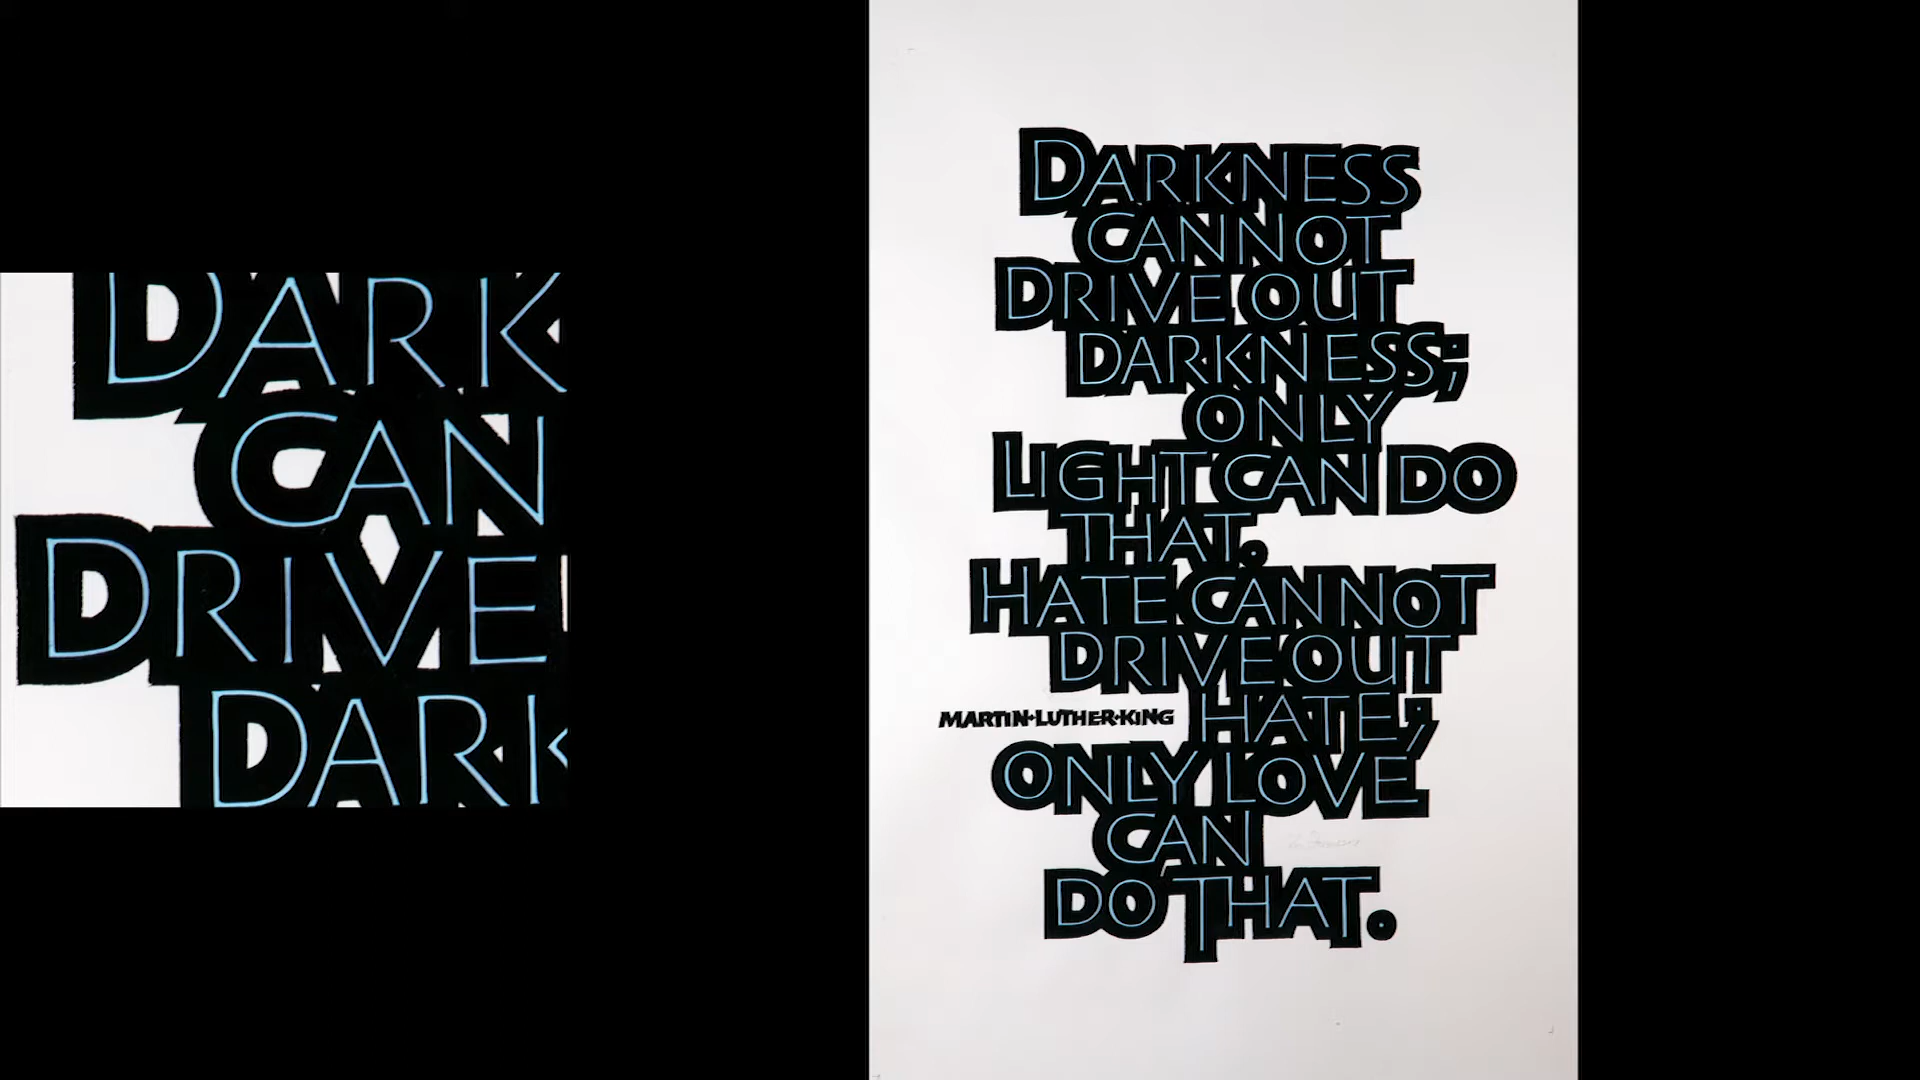 DARK
CAN
DRIVE
DARK
DARKNESS
CANNOT
DRIVE OUT
DARKNESS;
ONLY
LIGHT CAN DO
THAT.
HATE CANNOT
DRIVE OUT
MARTIN·LUTHER·KING HATE;
ONLY LOVE
CAN
DO THAT.